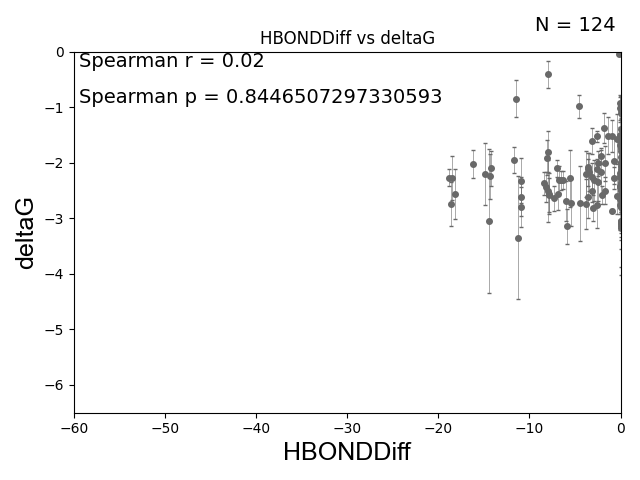 N = 124
HBONDDiff vs deltaG
Spearman r = 0.02
Spearman p = 0.8446507297330593
0
−1
−2
−3
−4
−5
−6
deltaG
−60
−50
−40
−30
−20
−10
0
HBONDDiff